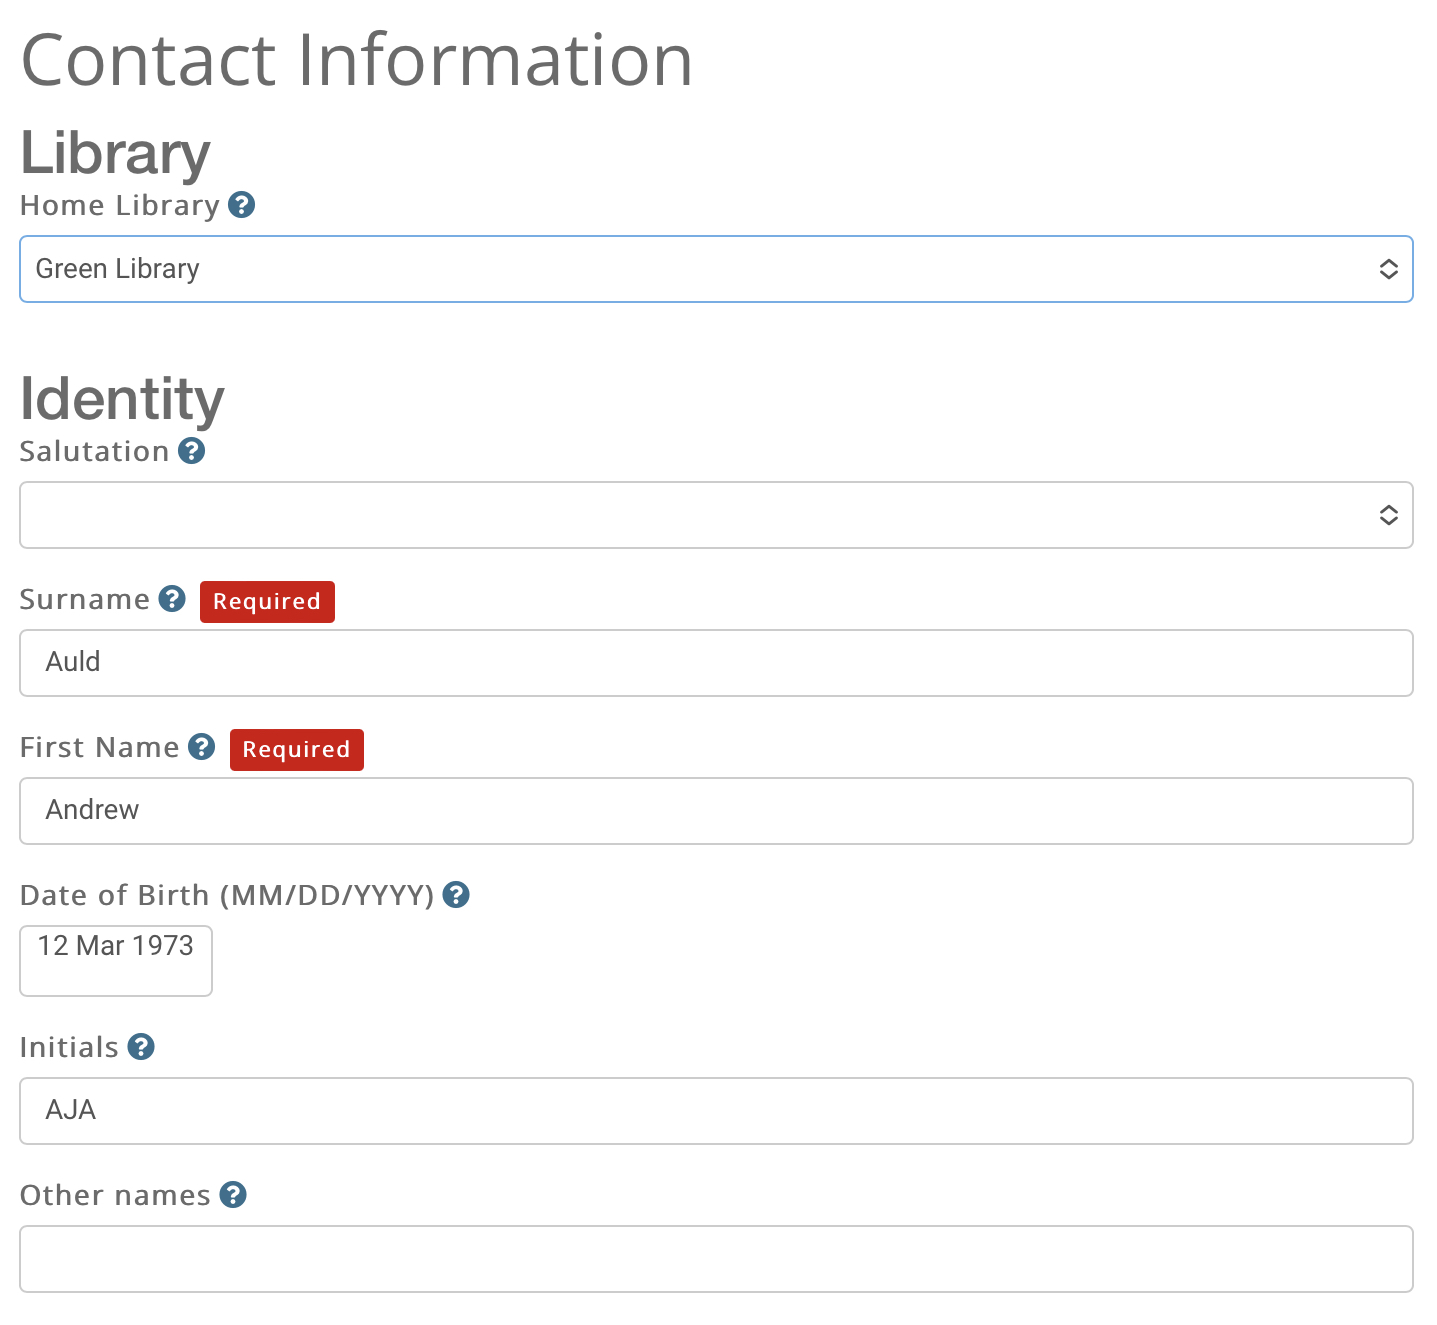 Contact Information
Library
Home Library ?
Green Library
Identity
Salutation ?
Surname ? Required
Auld
First Name ? Required
Andrew
Date of Birth (MM/DD/YYYY) ?
12 Mar 1973
Initials ?
AJA
Other names ?